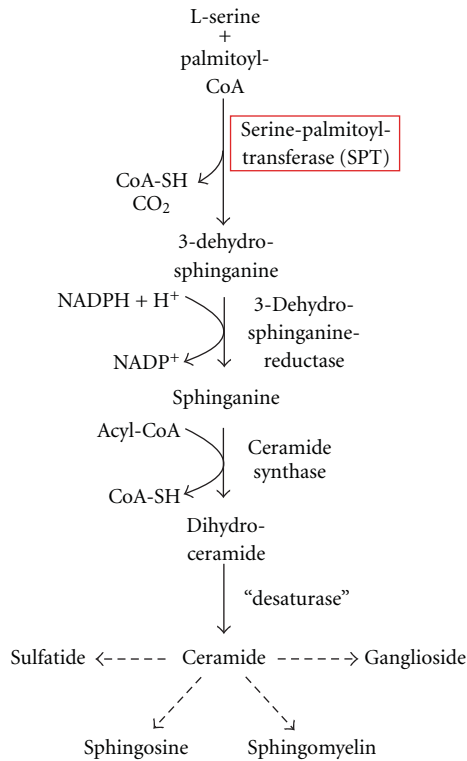 L-serine
+
palmitoyl-
CoA
Serine-palmitoyl-
transferase (SPT)
CoA-SH
CO₂
3-dehydro-
sphinganine
NADPH + H⁺
3-Dehydro-
sphinganine-
reductase
NADP⁺
Sphinganine
Acyl-CoA
Ceramide
synthase
CoA-SH
Dihydro-
ceramide
“desaturase”
Sulfatide
Ceramide
Ganglioside
Sphingosine
Sphingomyelin